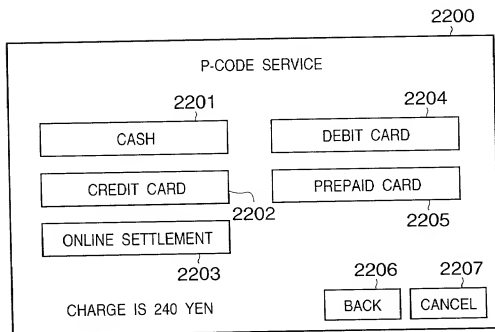 2200
P-CODE SERVICE
2201
2204
CASH
DEBIT CARD
CREDIT CARD
PREPAID CARD
2202
2205
ONLINE SETTLEMENT
2203
2206
2207
CHARGE IS 240 YEN
BACK
CANCEL